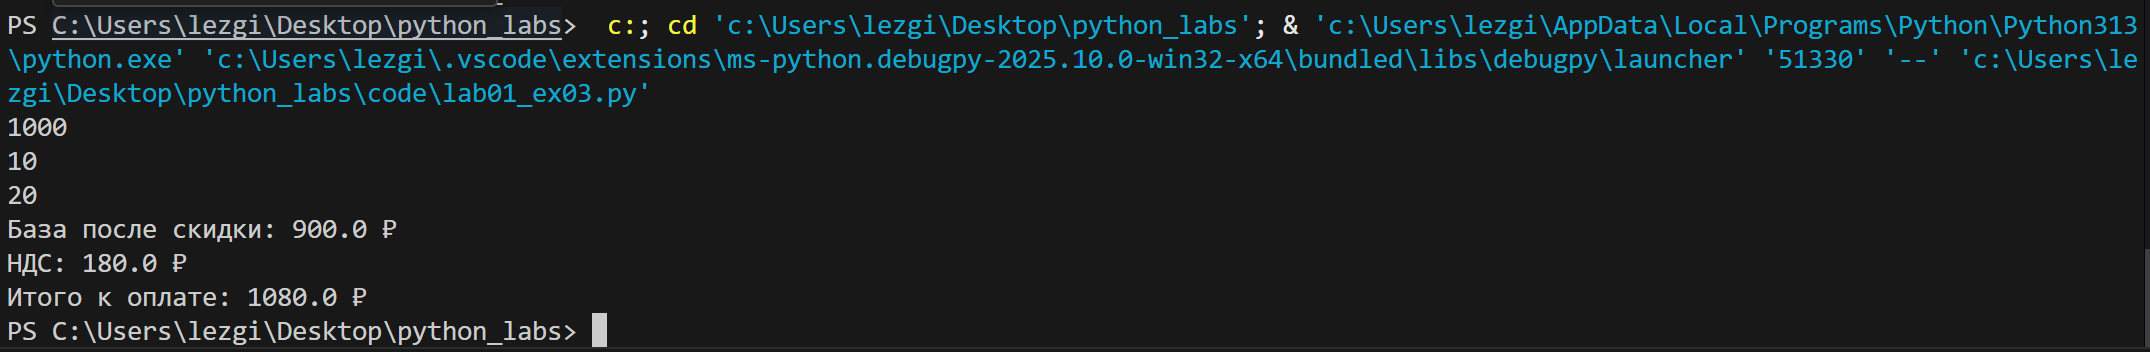 PS C:\Users\lezgi\Desktop\python_labs>  c:; cd 'c:\Users\lezgi\Desktop\python_labs'; & 'c:\Users\lezgi\AppData\Local\Programs\Python\Python313
\python.exe' 'c:\Users\lezgi\.vscode\extensions\ms-python.debugpy-2025.10.0-win32-x64\bundled\libs\debugpy\launcher' '51330' '--' 'c:\Users\le
zgi\Desktop\python_labs\code\lab01_ex03.py'
1000
10
20
База после скидки: 900.0 ₽
НДС: 180.0 ₽
Итого к оплате: 1080.0 ₽
PS C:\Users\lezgi\Desktop\python_labs>